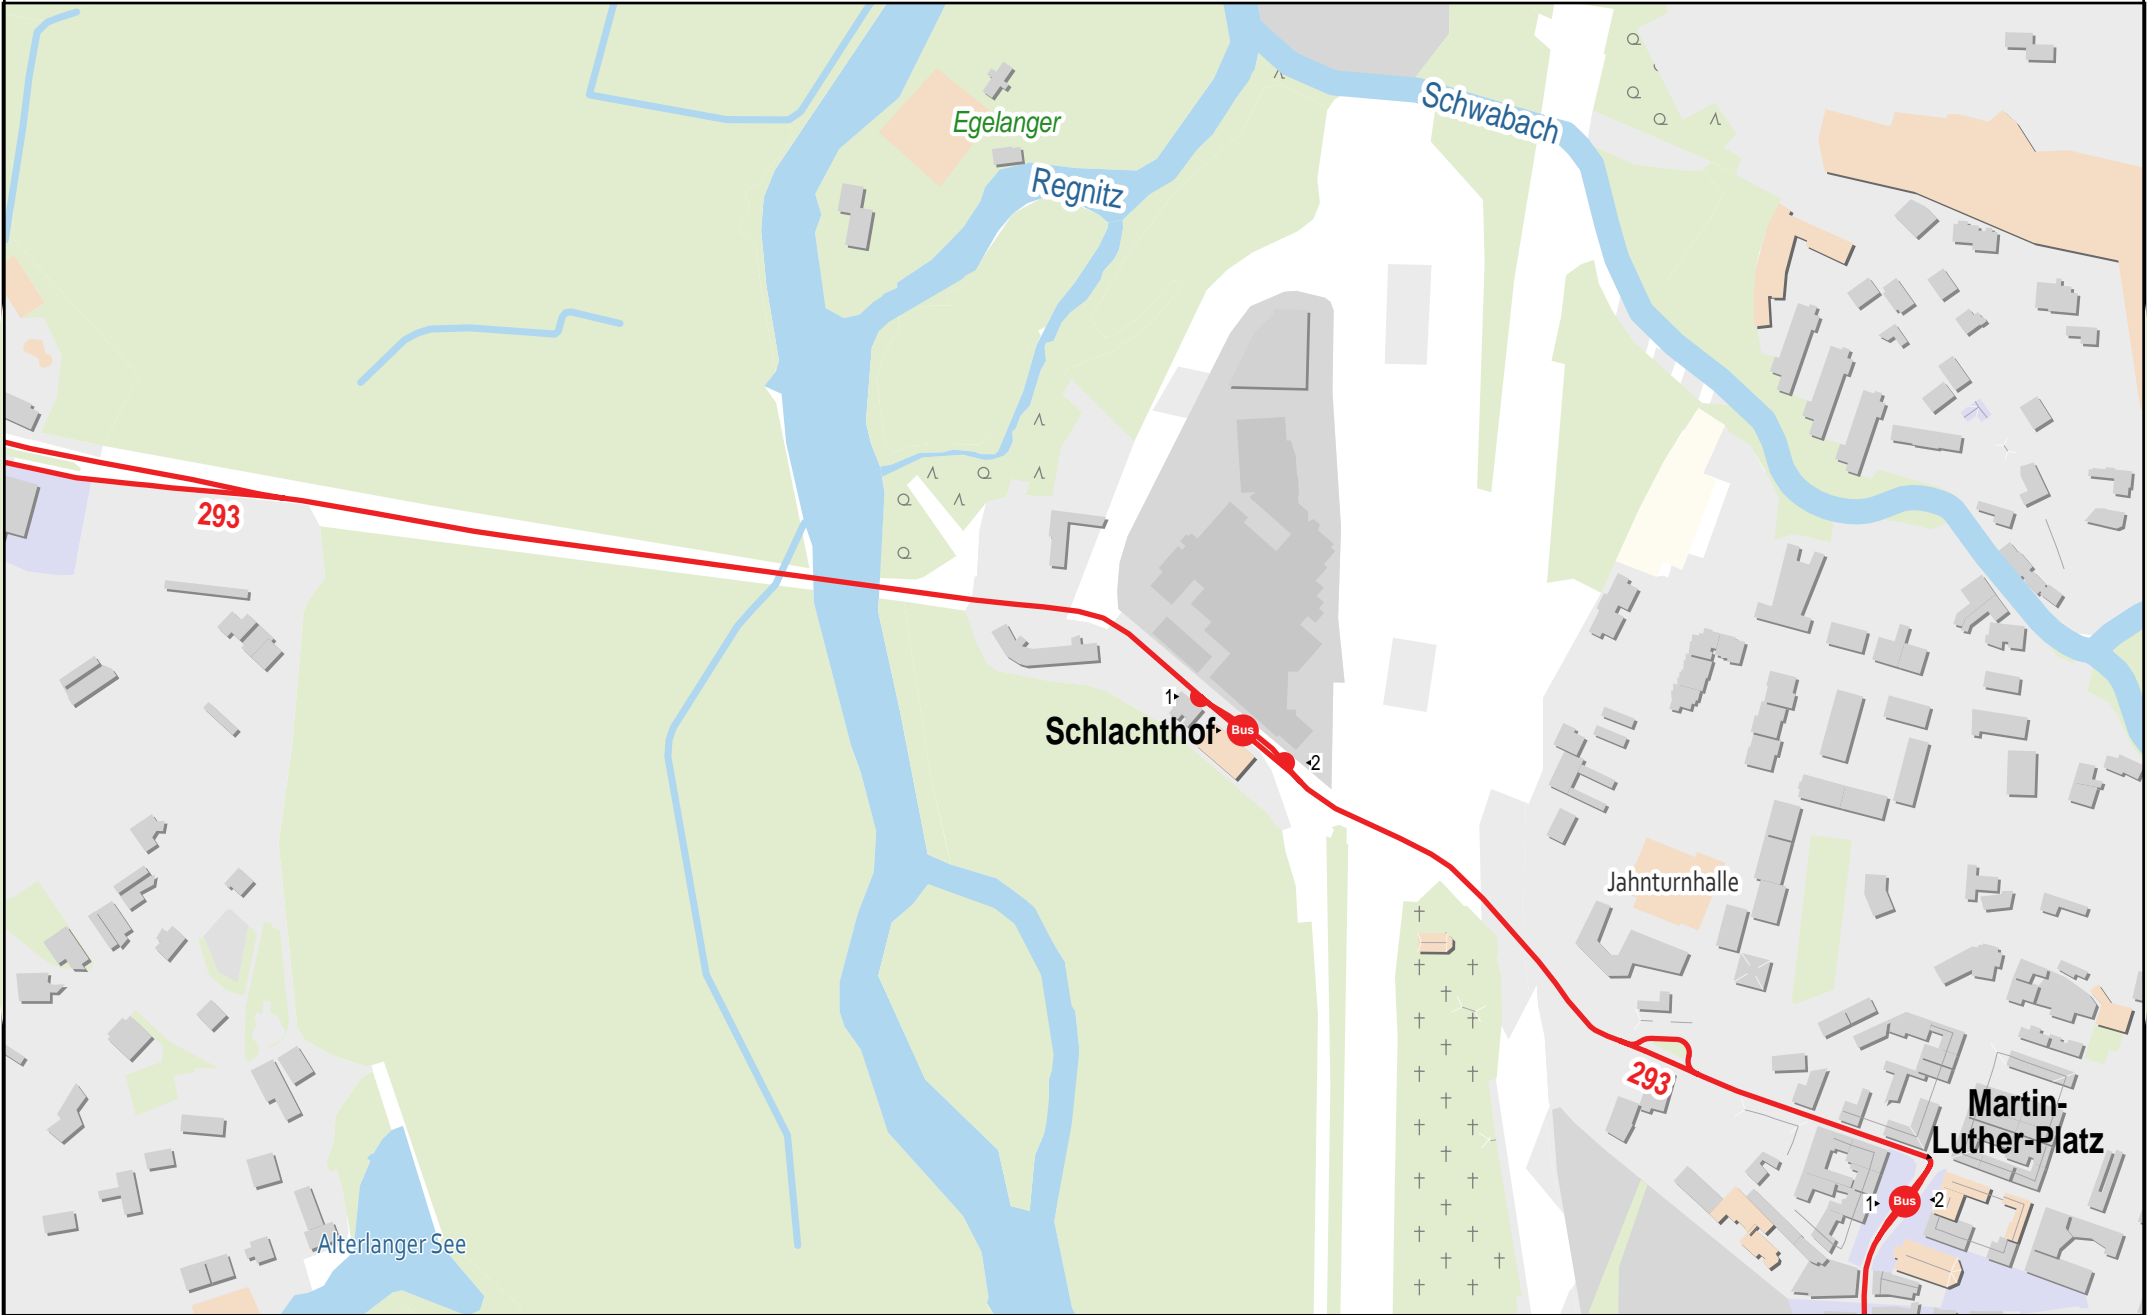 Schwabach
Egelanger
Regnitz
293
1
Schlachthof
Bus
2
Jahnturnhalle
293
Martin-
Luther-Platz
1
Bus
2
Alterlanger See